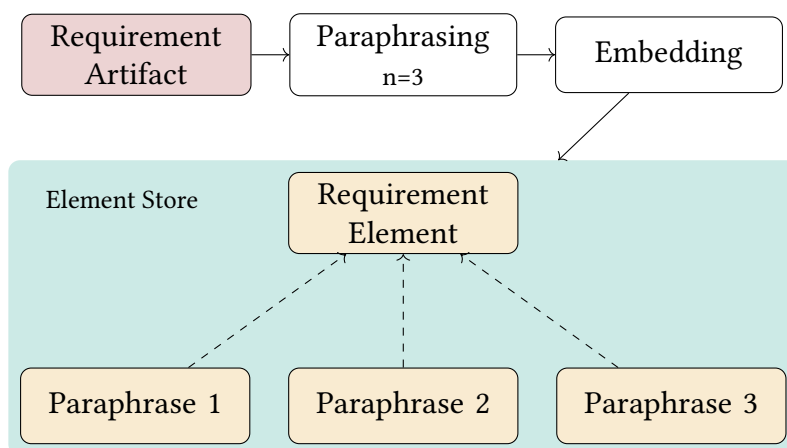 Requirement
Artifact
Paraphrasing
n=3
Embedding
Element Store
Requirement
Element
Paraphrase 1
Paraphrase 2
Paraphrase 3